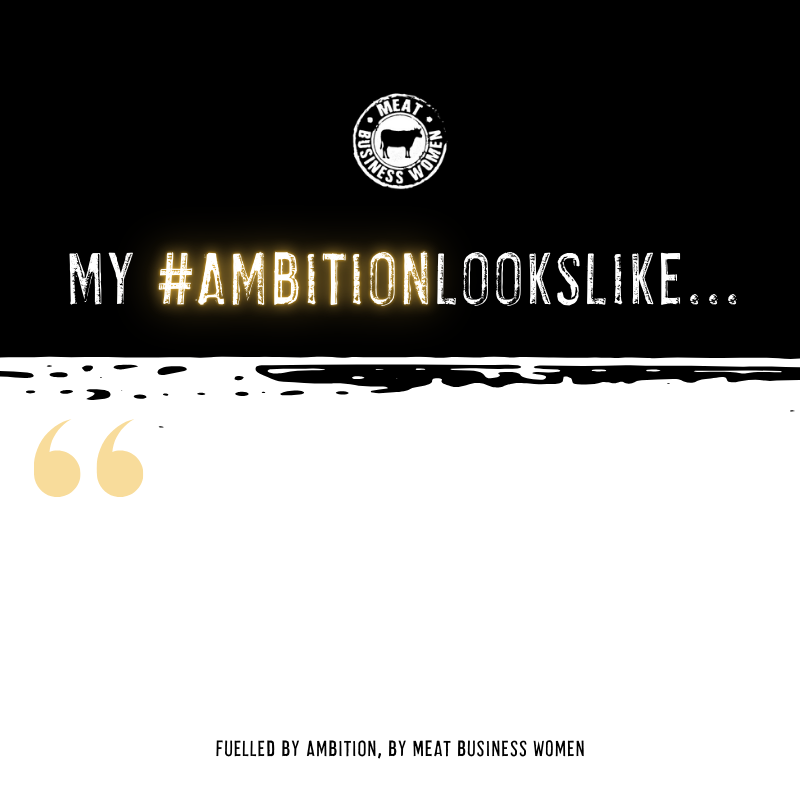 MEAT
BUSINESS WOMEN
MY #AMBITIONLOOKSLIKE...
“
FUELLED BY AMBITION, BY MEAT BUSINESS WOMEN